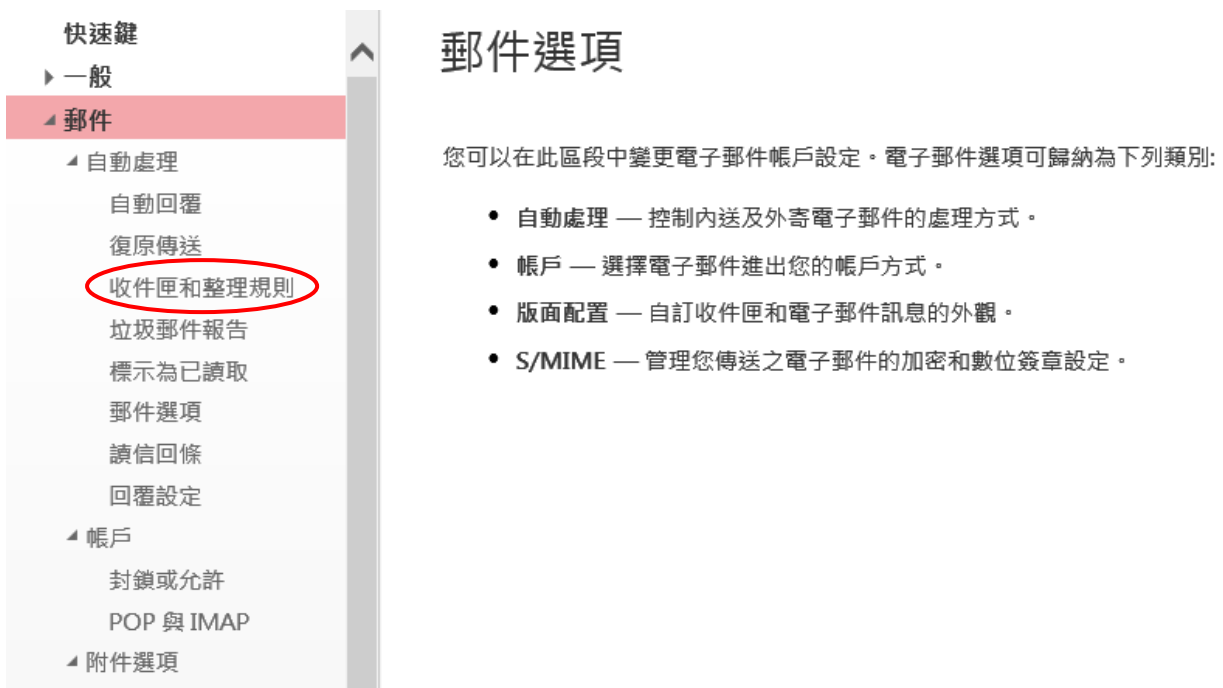 快速鍵
一般
郵件
自動處理
自動回覆
復原傳送
收件匣和整理規則
垃圾郵件報告
標示為已讀取
郵件選項
讀信回條
回覆設定
帳戶
封鎖或允許
POP 與 IMAP
附件選項
郵件選項
您可以在此區段中變更電子郵件帳戶設定。電子郵件選項可歸納為下列類別:
• 自動處理 — 控制內送及外寄電子郵件的處理方式。
• 帳戶 — 選擇電子郵件進出您的帳戶方式。
• 版面配置 — 自訂收件匣和電子郵件訊息的外觀。
• S/MIME — 管理您傳送之電子郵件的加密和數位簽章設定。